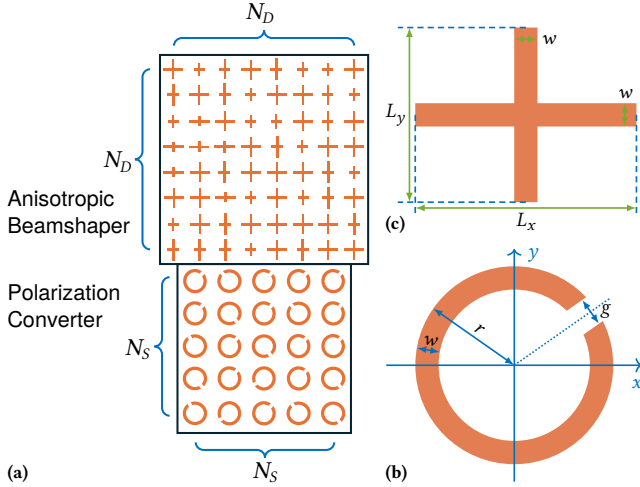 N_D
N_D
Anisotropic
Beamshaper
Polarization
Converter
N_S
N_S
(a)
w
w
L_y
L_x
(c)
y
g
r
w
x
(b)